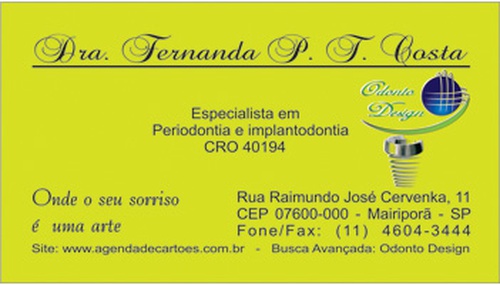 Dra. Fernanda P. T. Costa
Odonto
Design
Especialista em
Periodontia e implantodontia
CRO 40194
Onde o seu sorriso
é uma arte
Rua Raimundo José Cervenka, 11
CEP 07600-000 - Mairiporã - SP
Fone/Fax: (11) 4604-3444
Site: www.agendadecartoes.com.br - Busca Avançada: Odonto Design